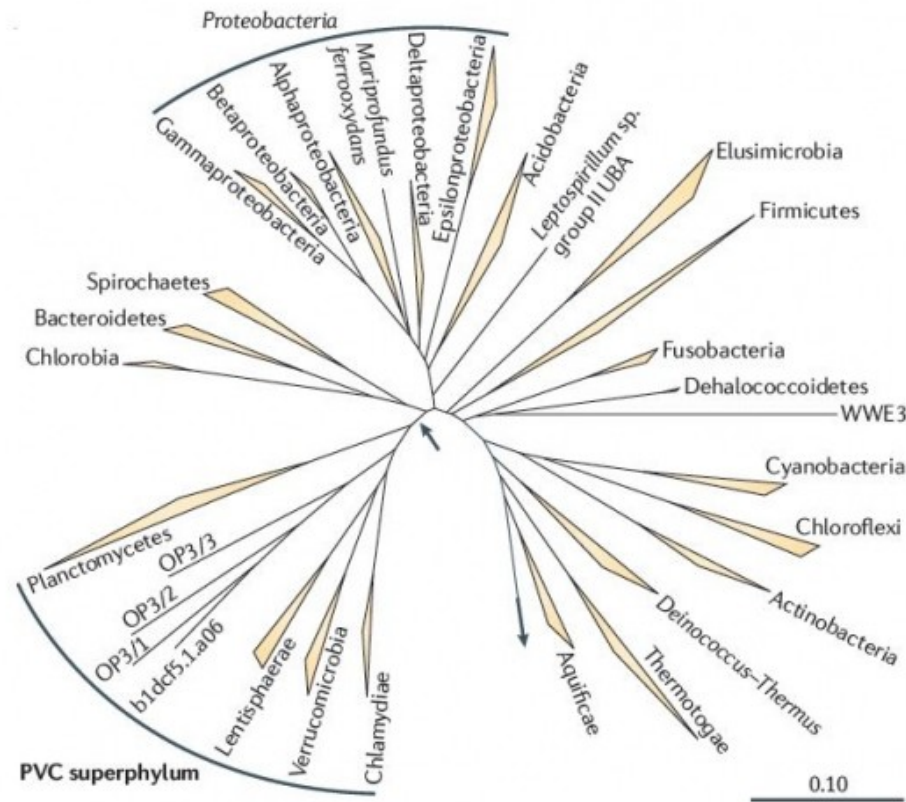 Proteobacteria
Gammaproteobacteria
Betaproteobacteria
Alphaproteobacteria
Mariprofundus
ferrooxydans
Deltaproteobacteria
Epsilonproteobacteria
Acidobacteria
Leptospirillum sp.
group II UBA
Elusimicrobia
Firmicutes
Spirochaetes
Bacteroidetes
Chlorobia
Fusobacteria
Dehalococcoidetes
WWE3
Cyanobacteria
Chloroflexi
Actinobacteria
Deinococcus–Thermus
Thermotogae
Aquificae
Planctomycetes
OP3/3
OP3/2
OP3/1
b1dcf5.1.a06
Lentisphaerae
Verrucomicrobia
Chlamydiae
PVC superphylum
0.10